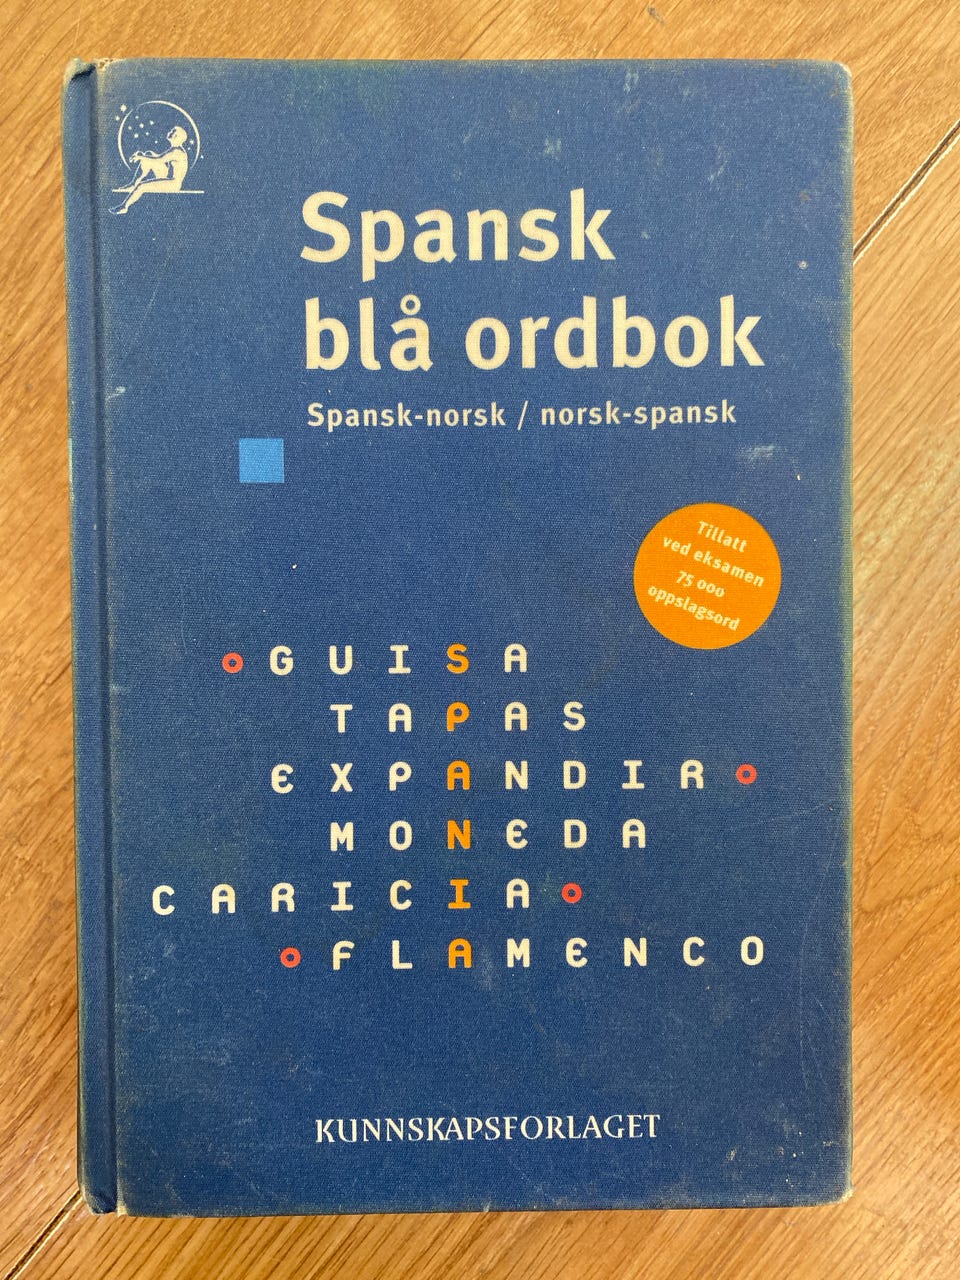 Spansk
blå ordbok
Spansk-norsk / norsk-spansk
Tillatt
ved eksamen
75 000
oppslagsord
GUISA
TAPAS
EXPANDIR
MONEDA
CARICIA
FLAMENCO
KUNNSKAPSFORLAGET